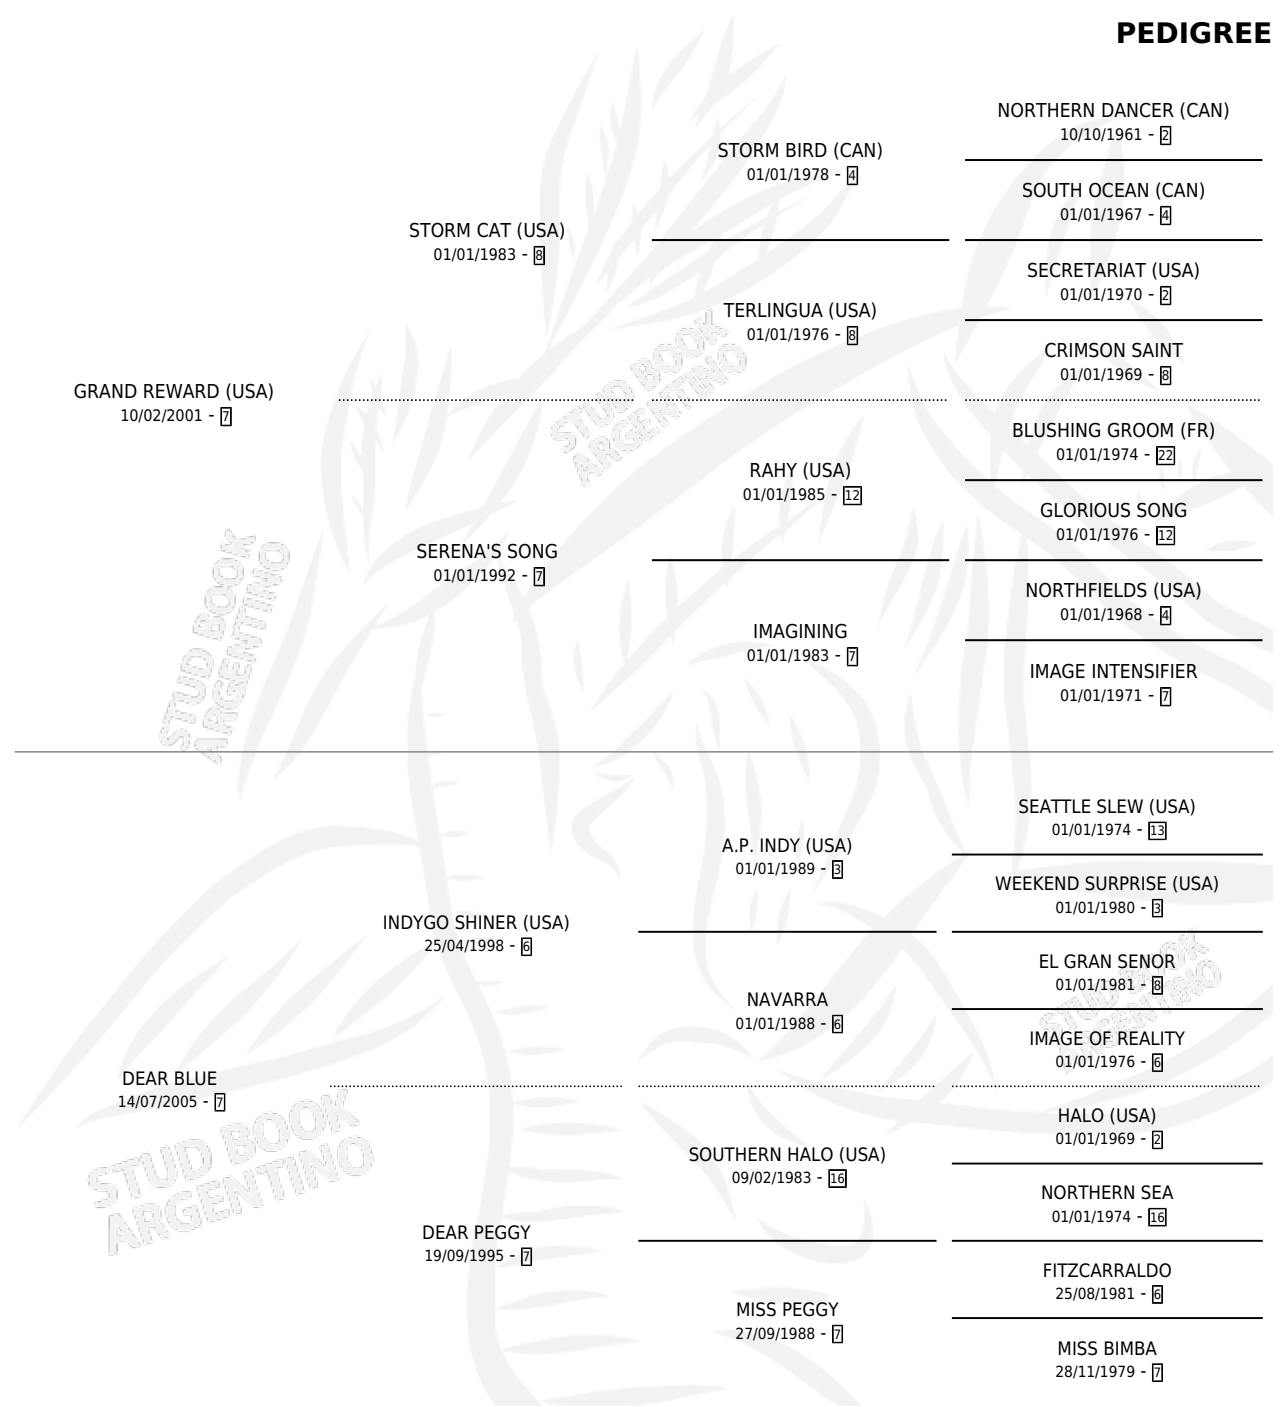 PEDIGREE
NORTHERN DANCER (CAN)
10/10/1961 - 2
STORM BIRD (CAN)
01/01/1978 - 4
SOUTH OCEAN (CAN)
01/01/1967 - 4
STORM CAT (USA)
01/01/1983 - 8
SECRETARIAT (USA)
01/01/1970 - 2
TERLINGUA (USA)
01/01/1976 - 8
CRIMSON SAINT
01/01/1969 - 8
GRAND REWARD (USA)
10/02/2001 - 7
BLUSHING GROOM (FR)
01/01/1974 - 22
RAHY (USA)
01/01/1985 - 12
GLORIOUS SONG
01/01/1976 - 12
SERENA'S SONG
01/01/1992 - 7
NORTHFIELDS (USA)
01/01/1968 - 4
IMAGINING
01/01/1983 - 7
IMAGE INTENSIFIER
01/01/1971 - 7
SEATTLE SLEW (USA)
01/01/1974 - 13
A.P. INDY (USA)
01/01/1989 - 3
WEEKEND SURPRISE (USA)
01/01/1980 - 3
INDYGO SHINER (USA)
25/04/1998 - 6
EL GRAN SENOR
01/01/1981 - 8
NAVARRA
01/01/1988 - 6
IMAGE OF REALITY
01/01/1976 - 6
DEAR BLUE
14/07/2005 - 7
HALO (USA)
01/01/1969 - 2
SOUTHERN HALO (USA)
09/02/1983 - 16
NORTHERN SEA
01/01/1974 - 16
DEAR PEGGY
19/09/1995 - 7
FITZCARRALDO
25/08/1981 - 6
MISS PEGGY
27/09/1988 - 7
MISS BIMBA
28/11/1979 - 7
STUD BOOK
ARGENTINO
STUD BOOK
ARGENTINO
STUD BOOK
ARGENTINO
STUD BOOK
ARGENTINO